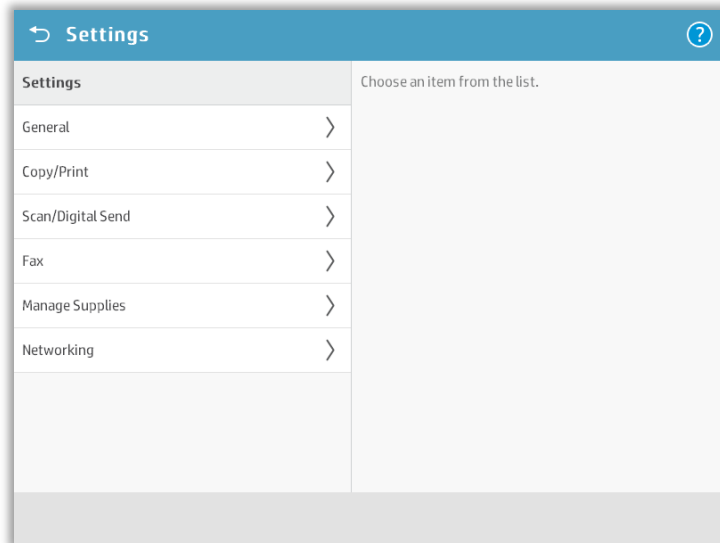 Settings
?
Settings
Choose an item from the list.
General
Copy/Print
Scan/Digital Send
Fax
Manage Supplies
Networking